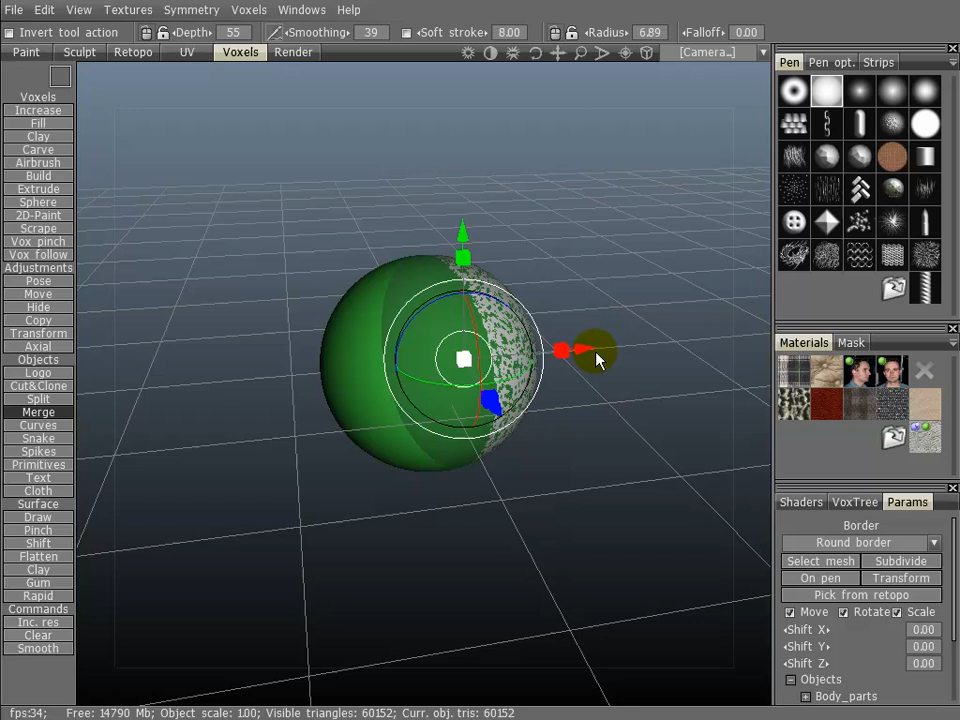 File Edit View Textures Symmetry Voxels Windows Help
Invert tool action Depth: 55 Smoothing: 39 Soft stroke: 8.00 Radius: 6.89 Falloff: 0.00
Paint Sculpt Retopo UV Voxels Render [Camera...]
Voxels
Increase
Fill
Clay
Carve
Airbrush
Build
Extrude
Sphere
2D-Paint
Scrape
Vox pinch
Vox follow
Adjustments
Pose
Move
Hide
Copy
Transform
Axial
Objects
Logo
Cut&Clone
Split
Merge
Curves
Snake
Spikes
Primitives
Text
Cloth
Surface
Draw
Pinch
Shift
Flatten
Clay
Gum
Rapid
Commands
Inc. res
Clear
Smooth
Pen Pen opt. Strips
Materials Mask
Shaders VoxTree Params
Border
Round border
Select mesh Subdivide
On pen Transform
Pick from retopo
Move Rotate Scale
Shift X 0.00
Shift Y 0.00
Shift Z 0.00
Objects
Body_parts
fps:34; Free: 14790 Mb; Object scale: 1.00; Visible triangles: 60152; Curr. obj. tris: 60152